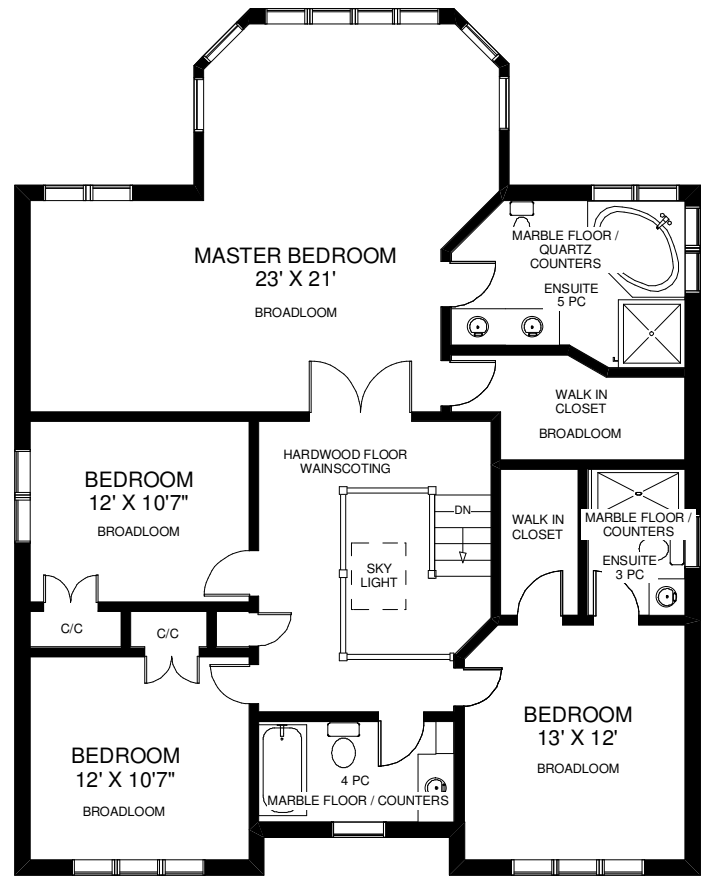 MASTER BEDROOM
23' X 21'
BROADLOOM
MARBLE FLOOR /
QUARTZ
COUNTERS
ENSUITE
5 PC
WALK IN
CLOSET
BROADLOOM
HARDWOOD FLOOR
WAINSCOTING
BEDROOM
12' X 10'7"
BROADLOOM
DN
SKY
LIGHT
WALK IN
CLOSET
MARBLE FLOOR /
COUNTERS
ENSUITE
3 PC
C/C
C/C
BEDROOM
12' X 10'7"
BROADLOOM
4 PC
MARBLE FLOOR / COUNTERS
BEDROOM
13' X 12'
BROADLOOM